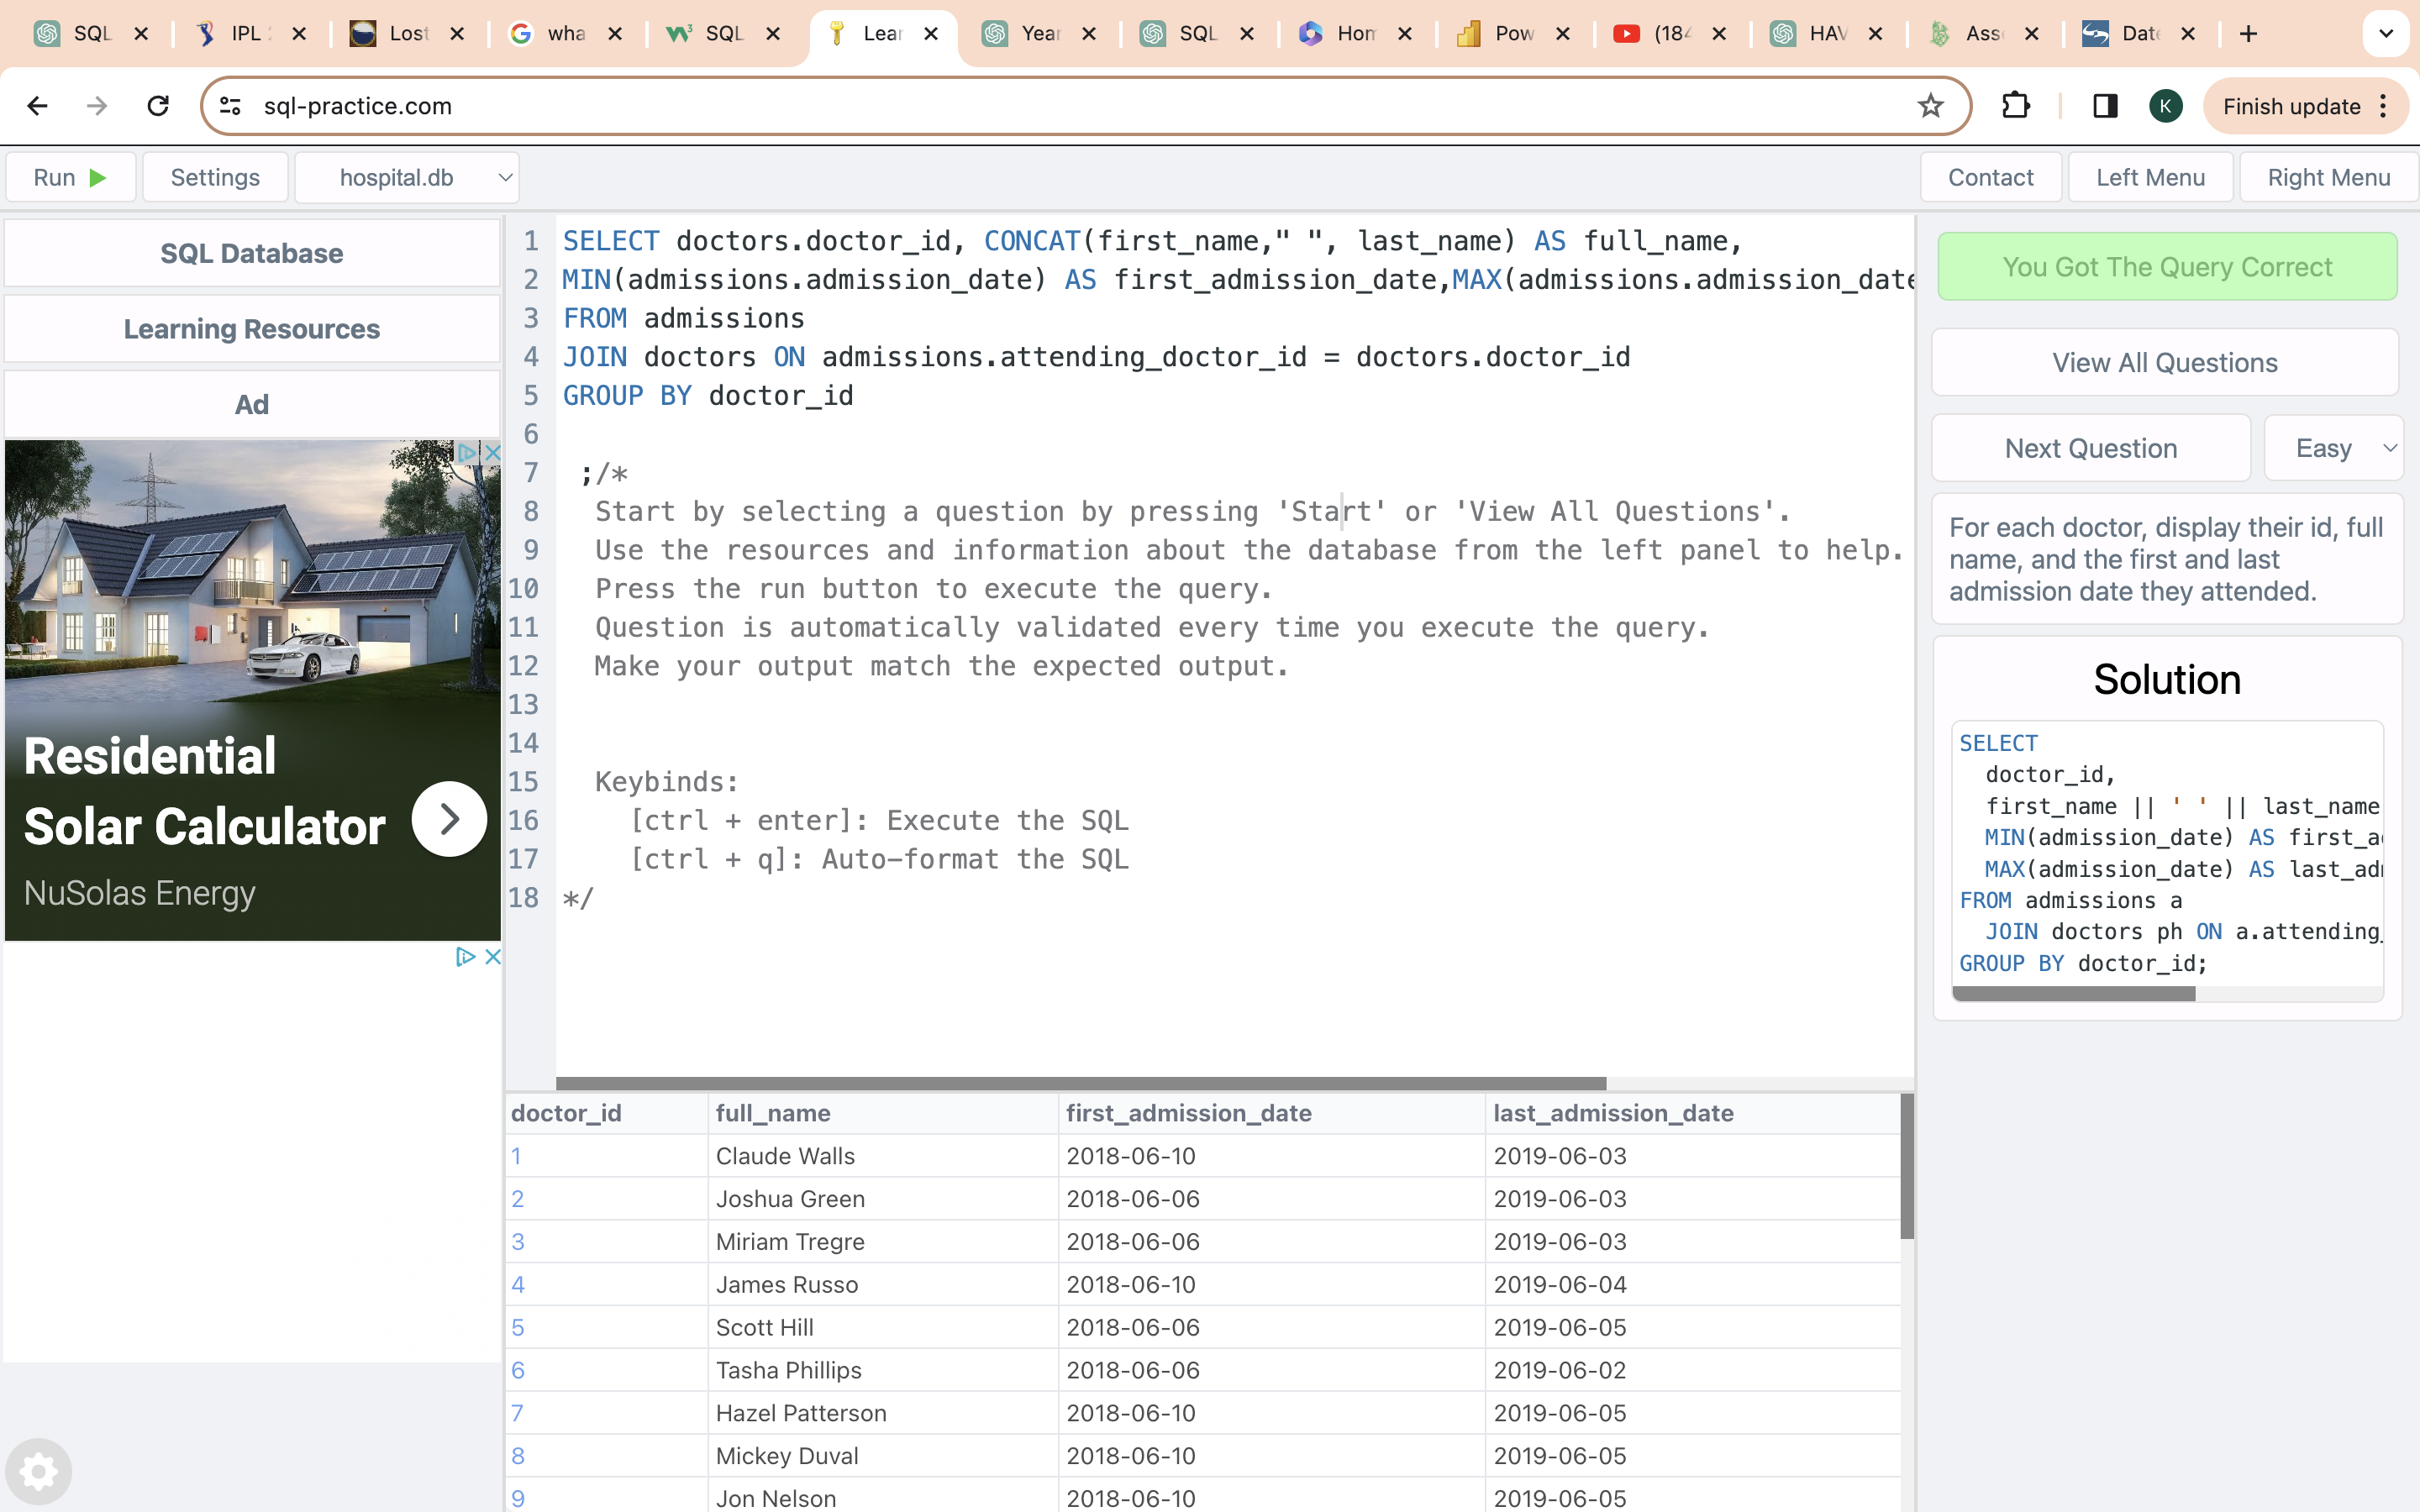 SQL
IPL 2
Lost
wha
SQL
Lear
Year
SQL
Hom
Pow
(184
HAV
Ass
Date
sql-practice.com
K
Finish update
Run
Settings
hospital.db
Contact
Left Menu
Right Menu
SQL Database
Learning Resources
Ad
Residential
Solar Calculator
NuSolas Energy
1 SELECT doctors.doctor_id, CONCAT(first_name," ", last_name) AS full_name,
2 MIN(admissions.admission_date) AS first_admission_date,MAX(admissions.admission_date
3 FROM admissions
4 JOIN doctors ON admissions.attending_doctor_id = doctors.doctor_id
5 GROUP BY doctor_id
6
7 ;/*
8 Start by selecting a question by pressing 'Start' or 'View All Questions'.
9 Use the resources and information about the database from the left panel to help.
10 Press the run button to execute the query.
11 Question is automatically validated every time you execute the query.
12 Make your output match the expected output.
13
14
15 Keybinds:
16 [ctrl + enter]: Execute the SQL
17 [ctrl + q]: Auto-format the SQL
18 */
doctor_id full_name first_admission_date last_admission_date
1 Claude Walls 2018-06-10 2019-06-03
2 Joshua Green 2018-06-06 2019-06-03
3 Miriam Tregre 2018-06-06 2019-06-03
4 James Russo 2018-06-10 2019-06-04
5 Scott Hill 2018-06-06 2019-06-05
6 Tasha Phillips 2018-06-06 2019-06-02
7 Hazel Patterson 2018-06-10 2019-06-05
8 Mickey Duval 2018-06-10 2019-06-05
9 Jon Nelson 2018-06-10 2019-06-05
You Got The Query Correct
View All Questions
Next Question
Easy
For each doctor, display their id, full
name, and the first and last
admission date they attended.
Solution
SELECT
doctor_id,
first_name || ' ' || last_name
MIN(admission_date) AS first_a
MAX(admission_date) AS last_ad
FROM admissions a
JOIN doctors ph ON a.attending_
GROUP BY doctor_id;